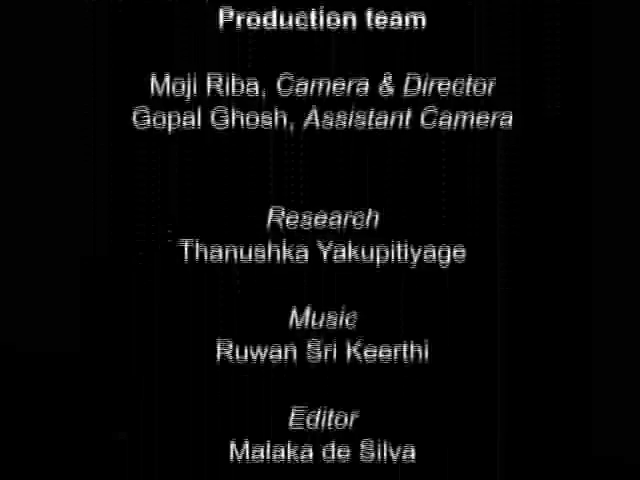 Production team
Moji Riba, Camera & Director
Gopal Ghosh, Assistant Camera
Research
Thanushka Yakupitiyage
Music
Ruwan Sri Keerthi
Editor
Malaka de Silva